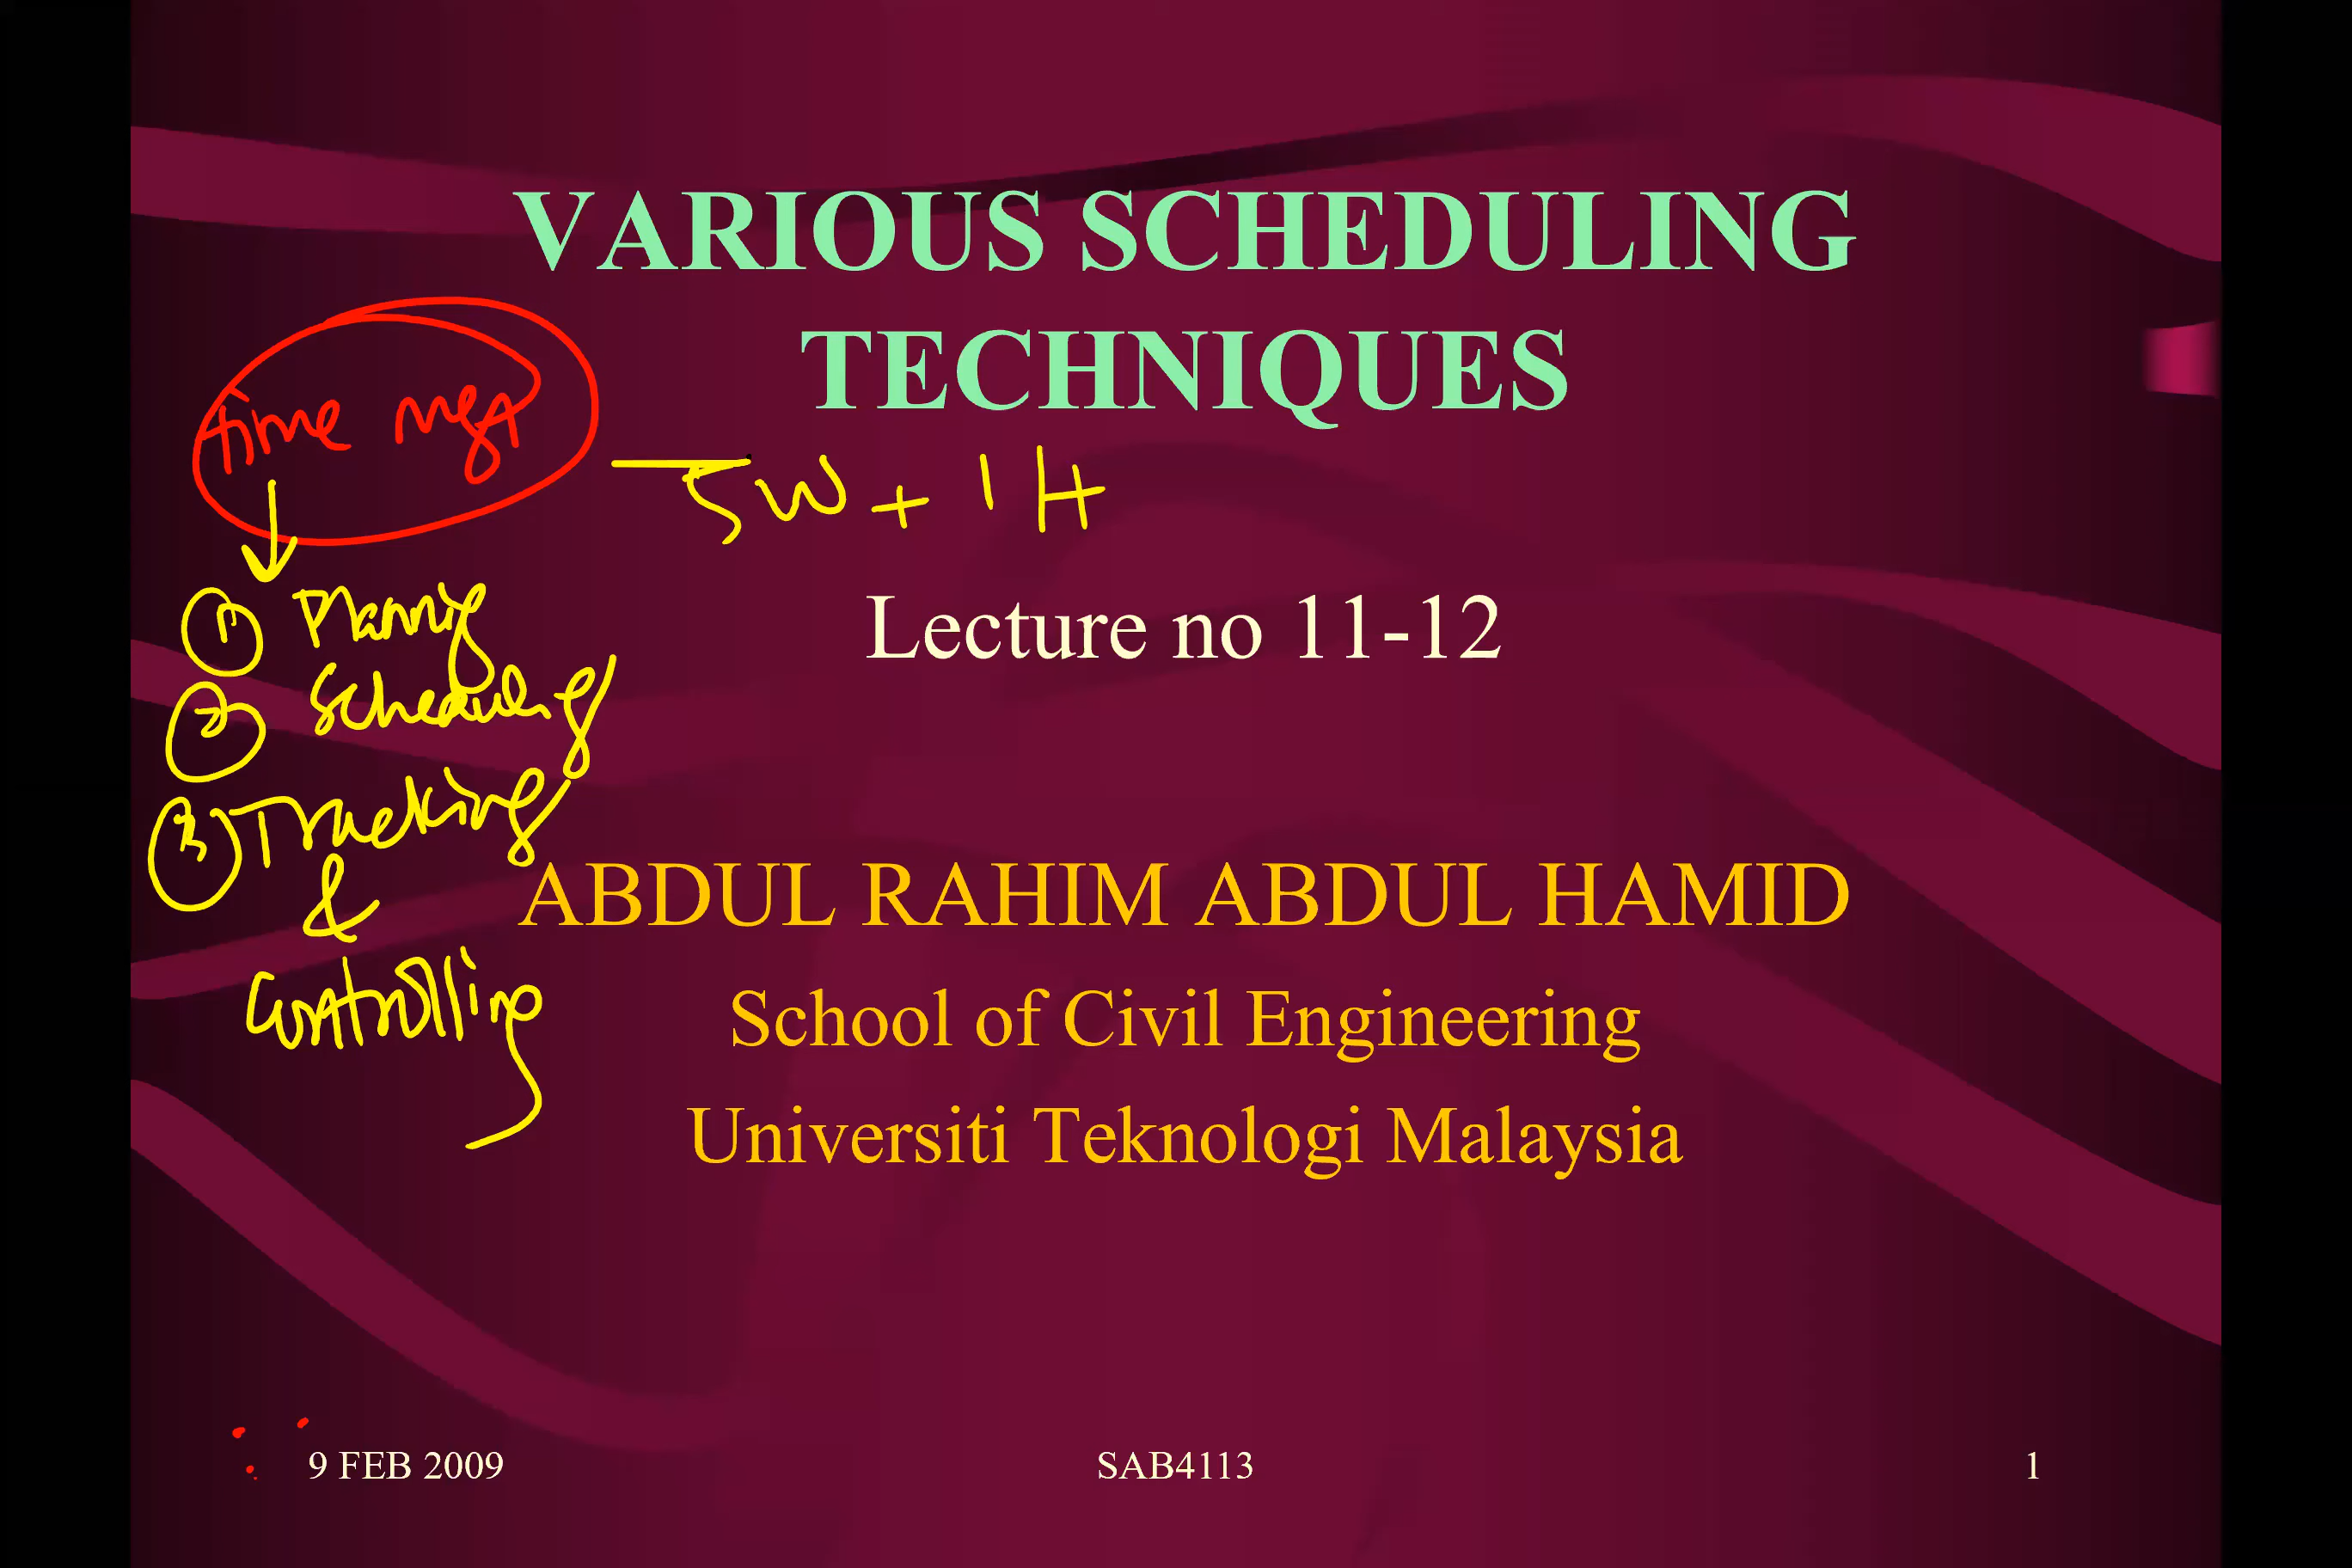 VARIOUS SCHEDULING
TECHNIQUES
time mgt
5W + 1H
Lecture no 11-12
1 Planning
2 Scheduling
3 Tracking
&
Controlling
ABDUL RAHIM ABDUL HAMID
School of Civil Engineering
Universiti Teknologi Malaysia
9 FEB 2009
SAB4113
1